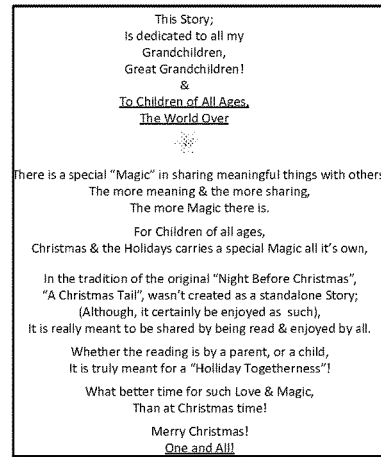 This Story;
Is dedicated to all my
Grandchildren,
Great Grandchildren!
&
To Children of All Ages,
The World Over
There is a special “Magic” in sharing meaningful things with others
The more meaning & the more sharing,
The more Magic there is.
For Children of all ages,
Christmas & the Holidays carries a special Magic all it’s own,
In the tradition of the original “Night Before Christmas”,
“A Christmas Tail”, wasn’t created as a standalone Story;
(Although, it certainly be enjoyed as such),
It is really meant to be shared by being read & enjoyed by all.
Whether the reading is by a parent, or a child,
It is truly meant for a “Holliday Togetherness”!
What better time for such Love & Magic,
Than at Christmas time!
Merry Christmas!
One and All!